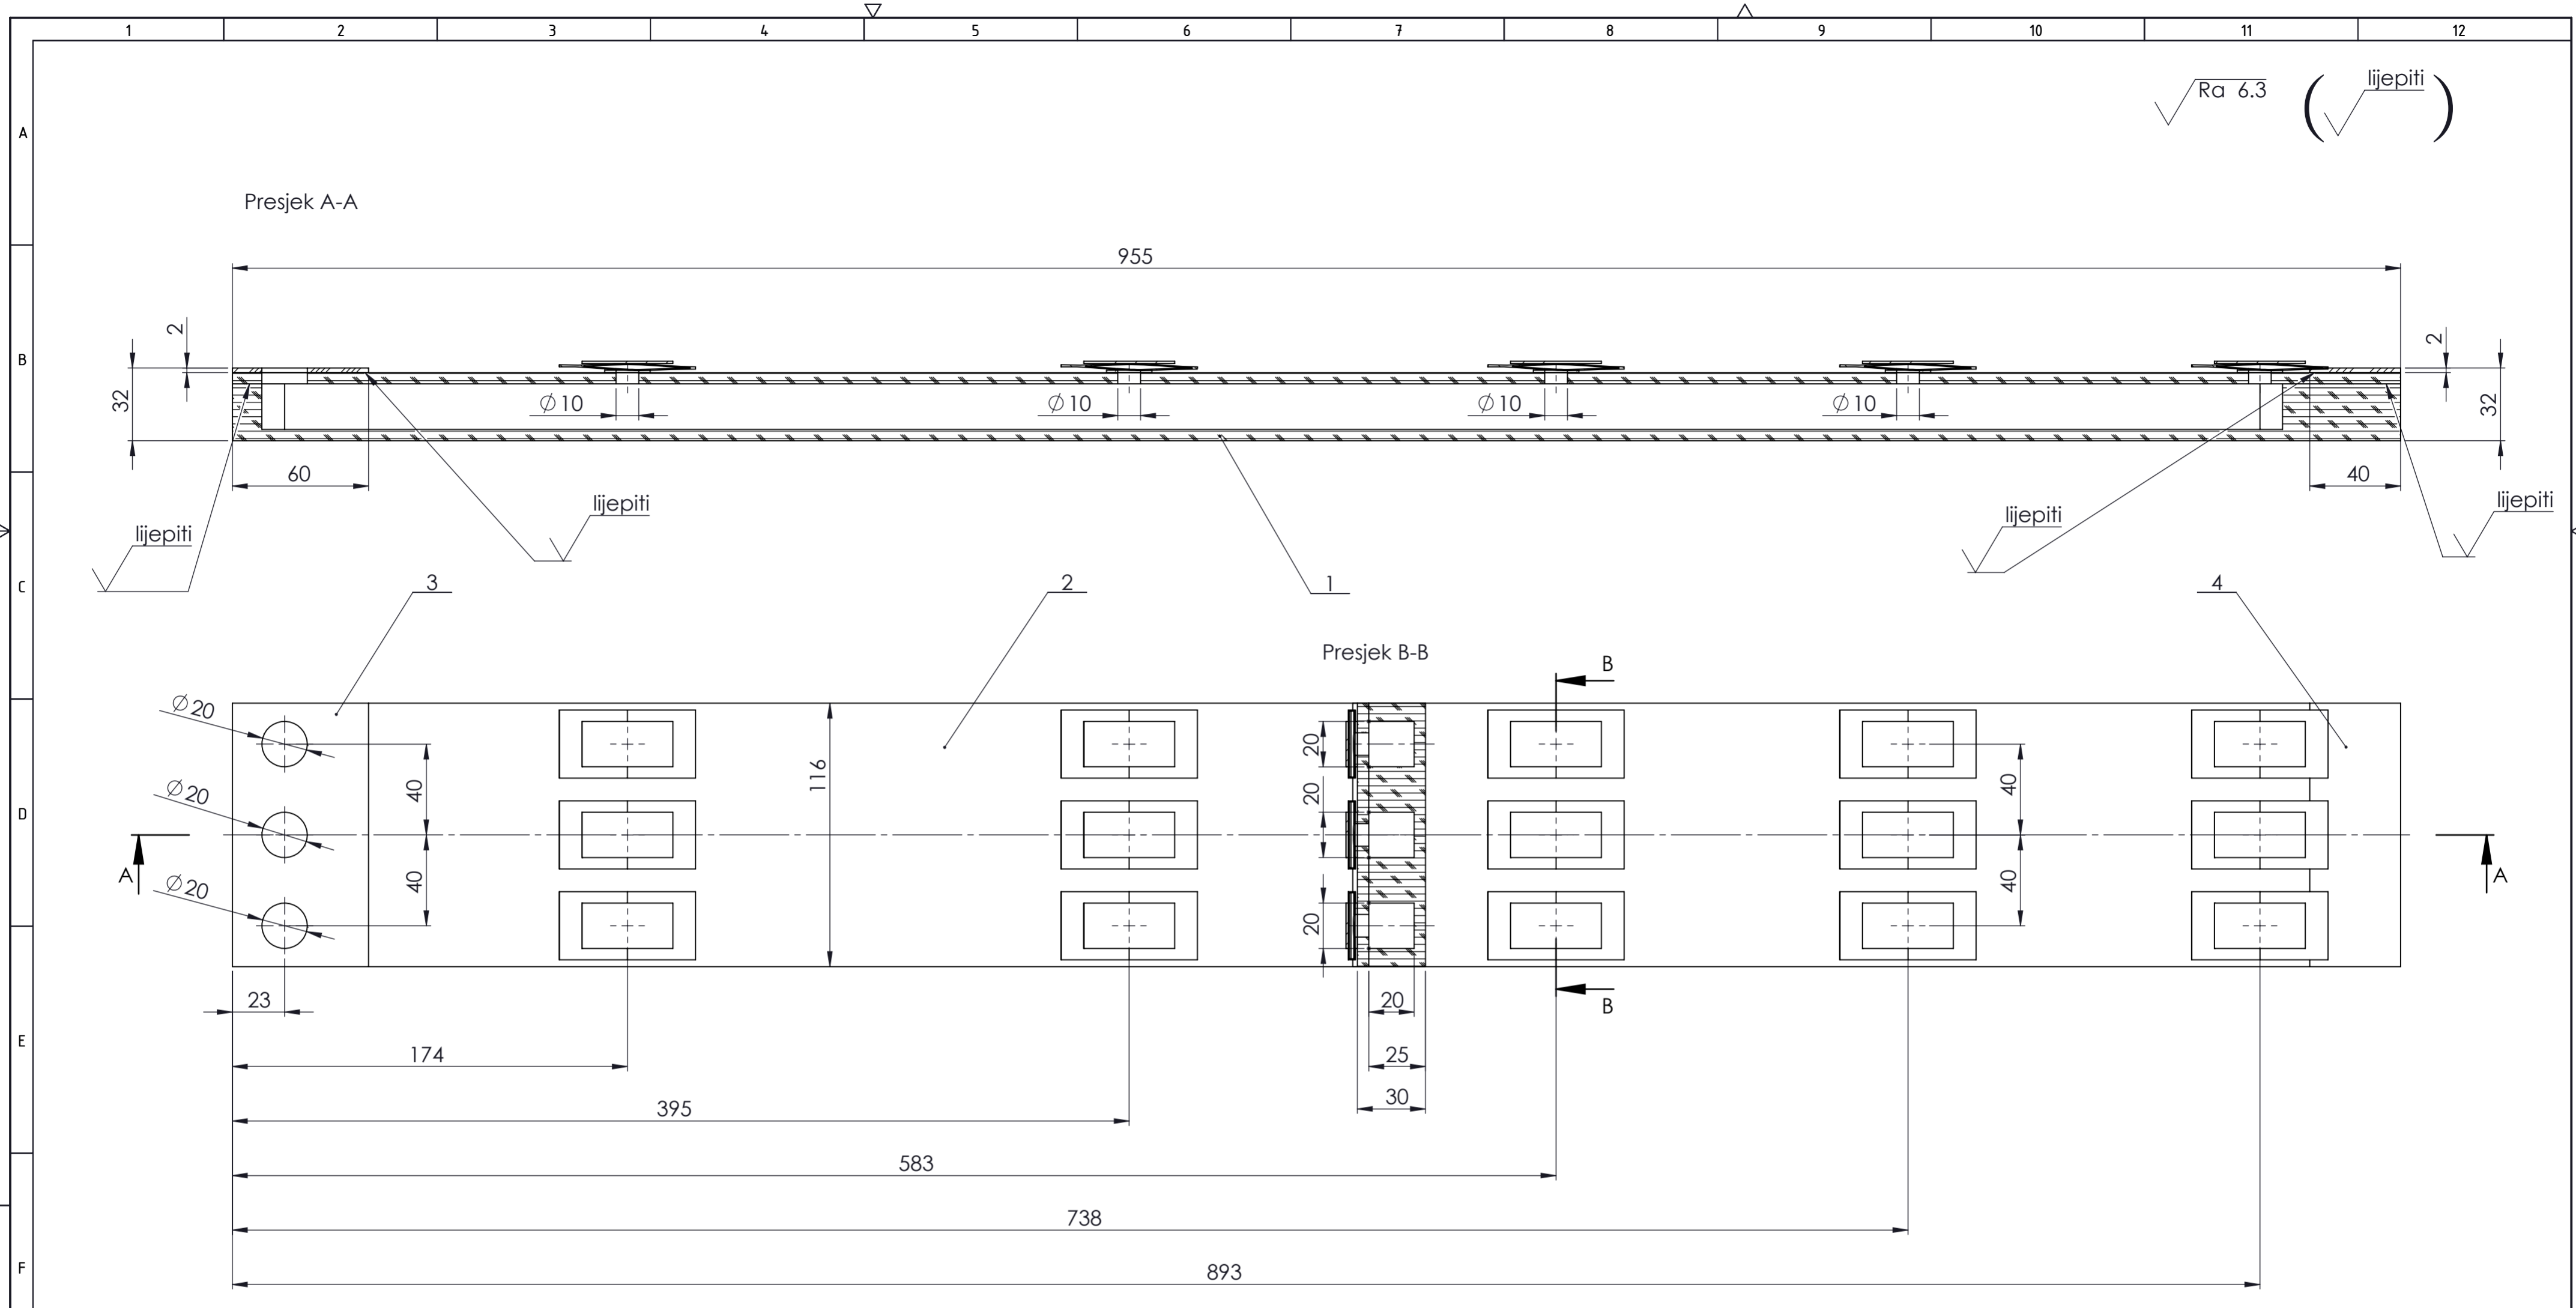 1 2 3 4 5 6 7 8 9 10 11 12
Ra 6.3 ( lijepiti )
A
Presjek A-A
955
B
2 2
32 32
Ø10 Ø10 Ø10 Ø10
60 40
lijepiti lijepiti lijepiti lijepiti
C
3 2 1 4
Presjek B-B
B
Ø20 20
40 116 40
Ø20 20
D
A A
40 40
Ø20 20
23 20 B
E
174 25
395 30
583
738
F
893